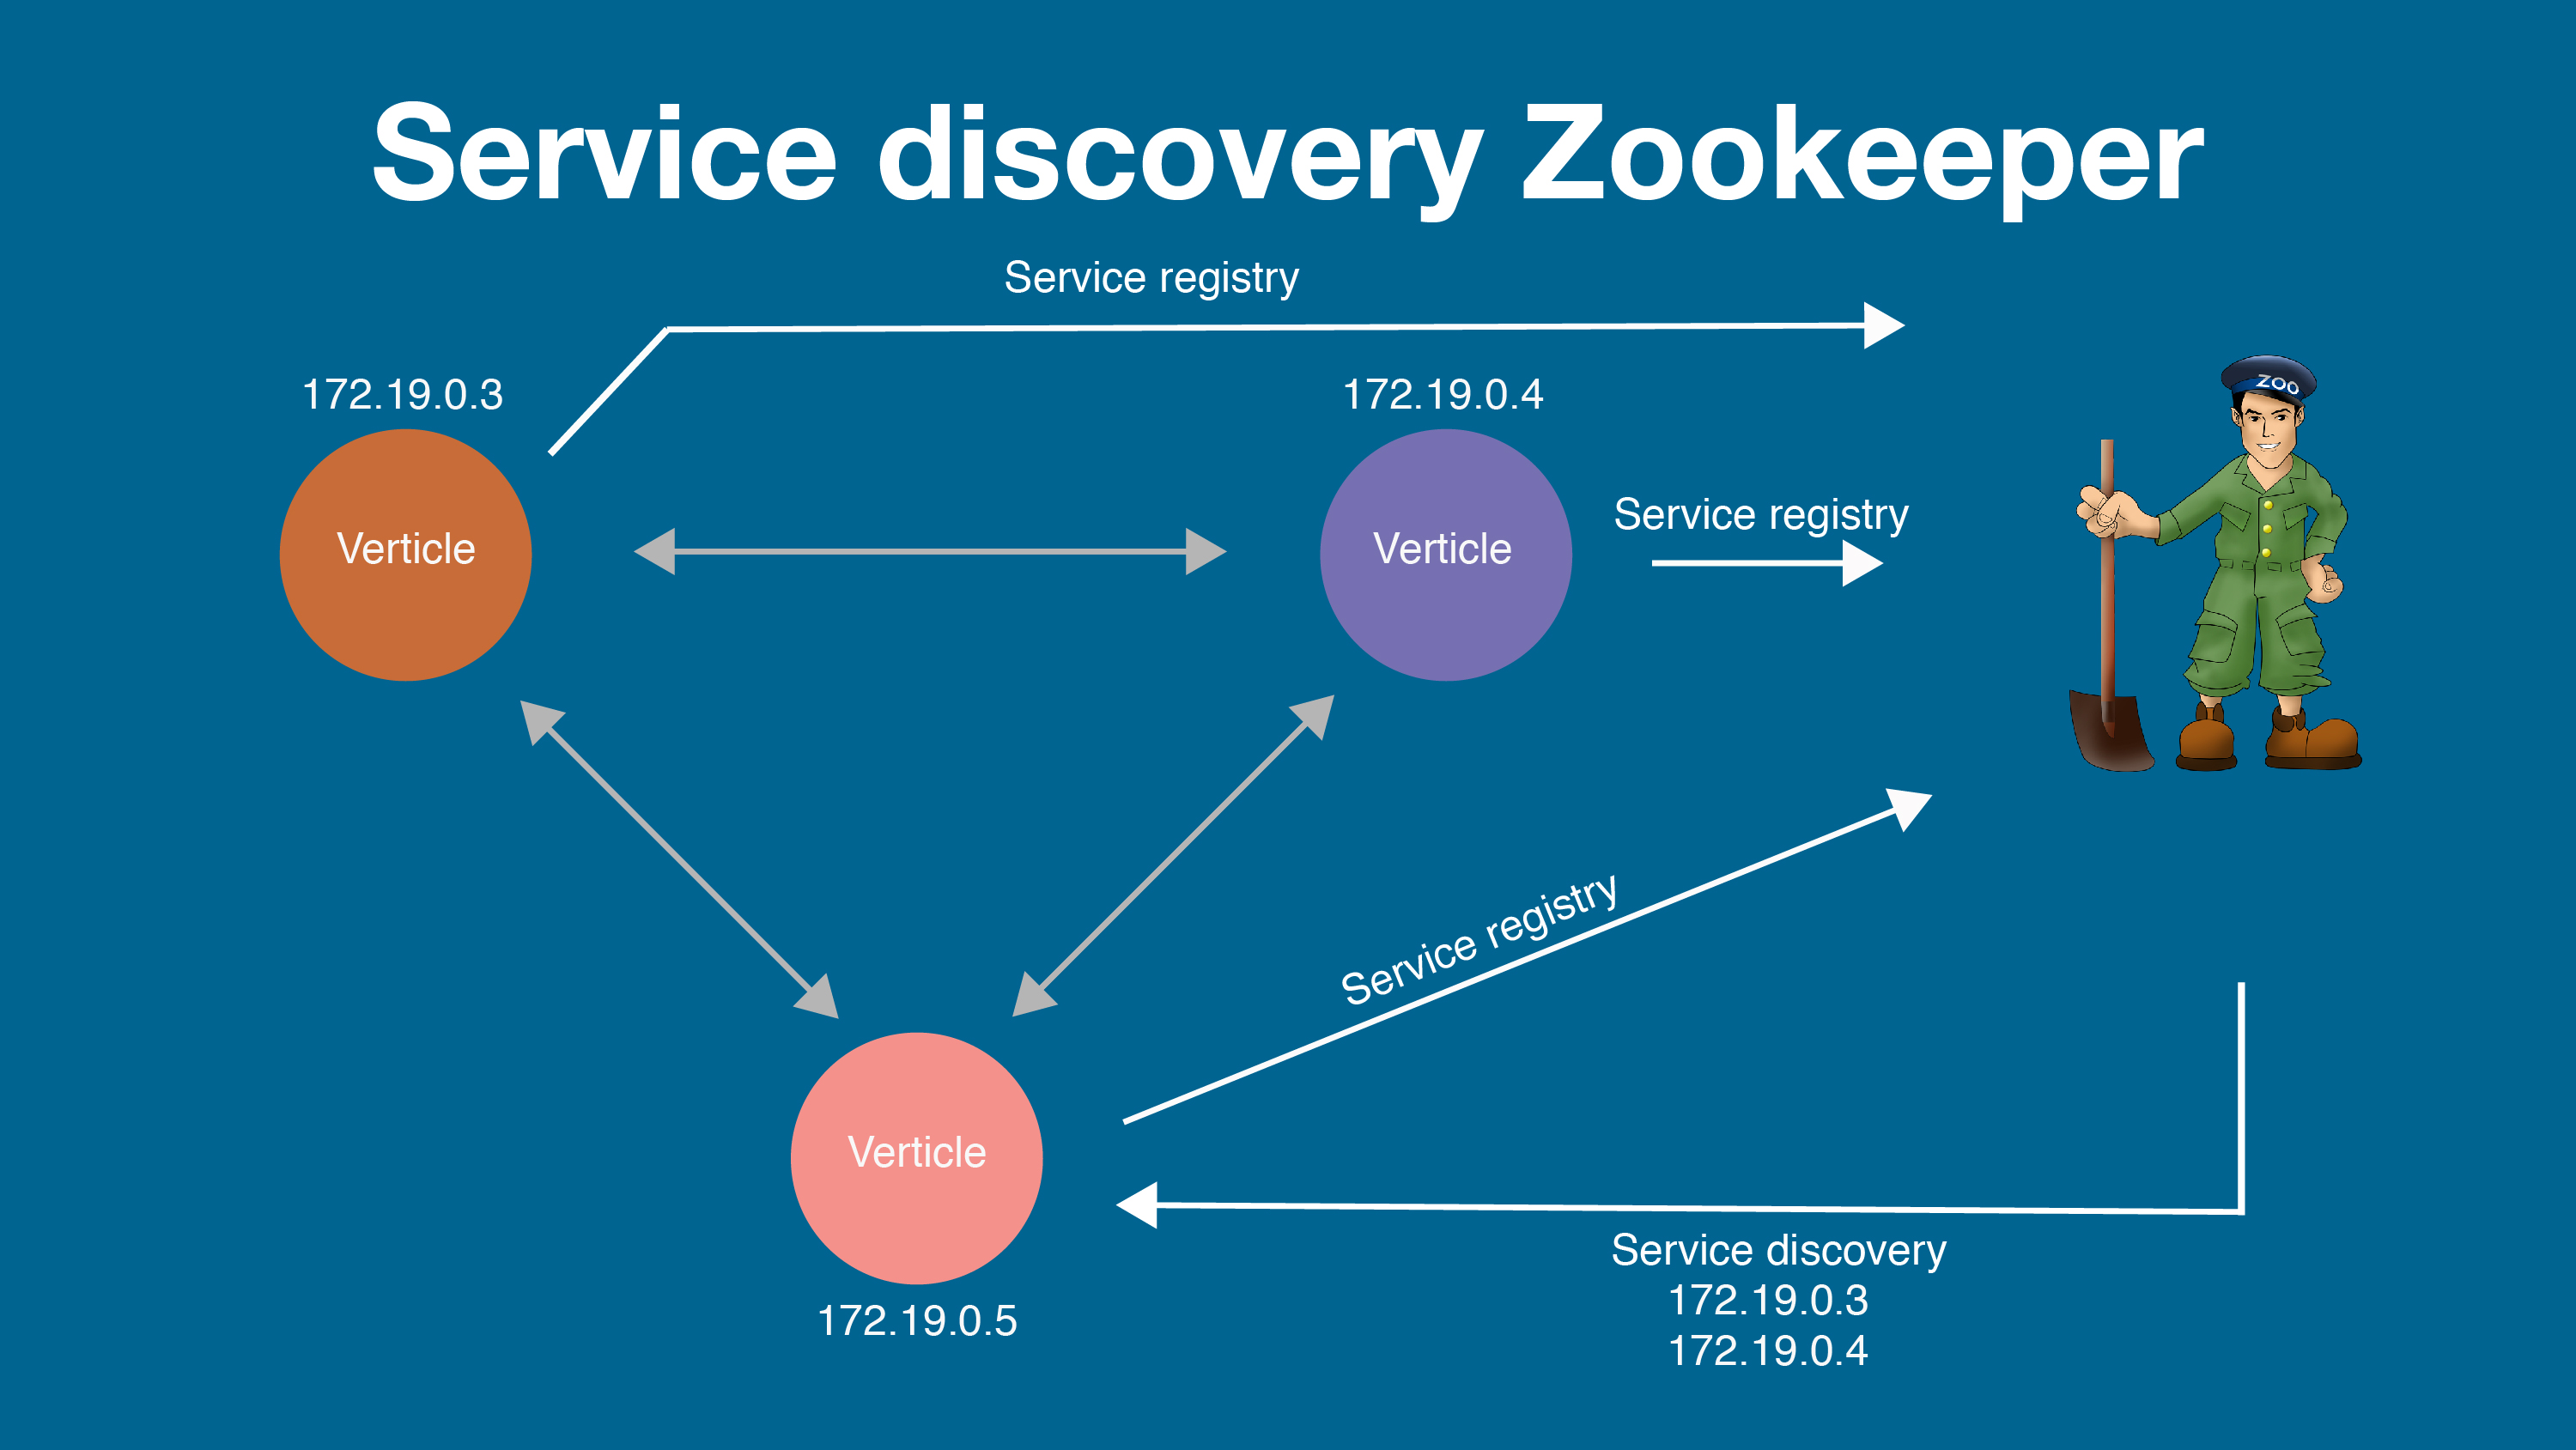 Service discovery Zookeeper
Service registry
172.19.0.3
172.19.0.4
ZOO
Verticle
Verticle
Service registry
Service registry
Verticle
172.19.0.5
Service discovery
172.19.0.3
172.19.0.4